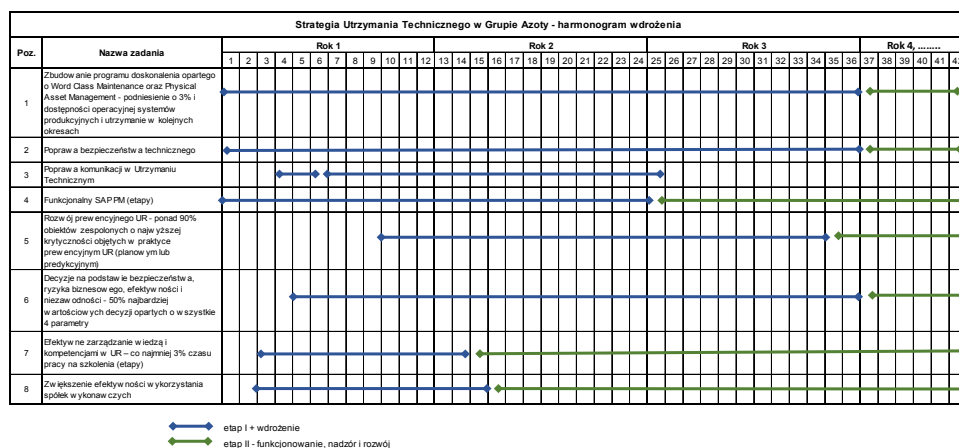 Strategia Utrzymania Technicznego w Grupie Azoty - harmonogram wdrożenia
Poz. Nazwa zadania Rok 1 Rok 2 Rok 3 Rok 4, ........
1 2 3 4 5 6 7 8 9 10 11 12 13 14 15 16 17 18 19 20 21 22 23 24 25 26 27 28 29 30 31 32 33 34 35 36 37 38 39 40 41 42
1
Zbudowanie programu doskonalenia opartego
o Word Class Maintenance oraz Physical
Asset Management - podniesienie o 3% i
dostępności operacyjnej systemów
produkcyjnych i utrzymanie w kolejnych
okresach
2 Poprawa bezpieczeństwa technicznego
3
Poprawa komunikacji w Utrzymaniu
Technicznym
4 Funkcjonalny SAP PM (etapy)
5
Rozwój prewencyjnego UR - ponad 90%
obiektów zespolonych o najwyższej
krytyczności objętych w praktyce
prewencyjnym UR (planowym lub
predykcyjnym)
6
Decyzje na podstawie bezpieczeństwa,
ryzyka biznesowego, efektywności i
niezawodności - 50% najbardziej
wartościowych decyzji opartych o wszystkie
4 parametry
7
Efektywne zarządzanie wiedzą i
kompetencjami w UR – co najmniej 3% czasu
pracy na szkolenia (etapy)
8
Zwiększenie efektywności wykorzystania
spółek wykonawczych
etap I + wdrożenie
etap II - funkcjonowanie, nadzór i rozwój